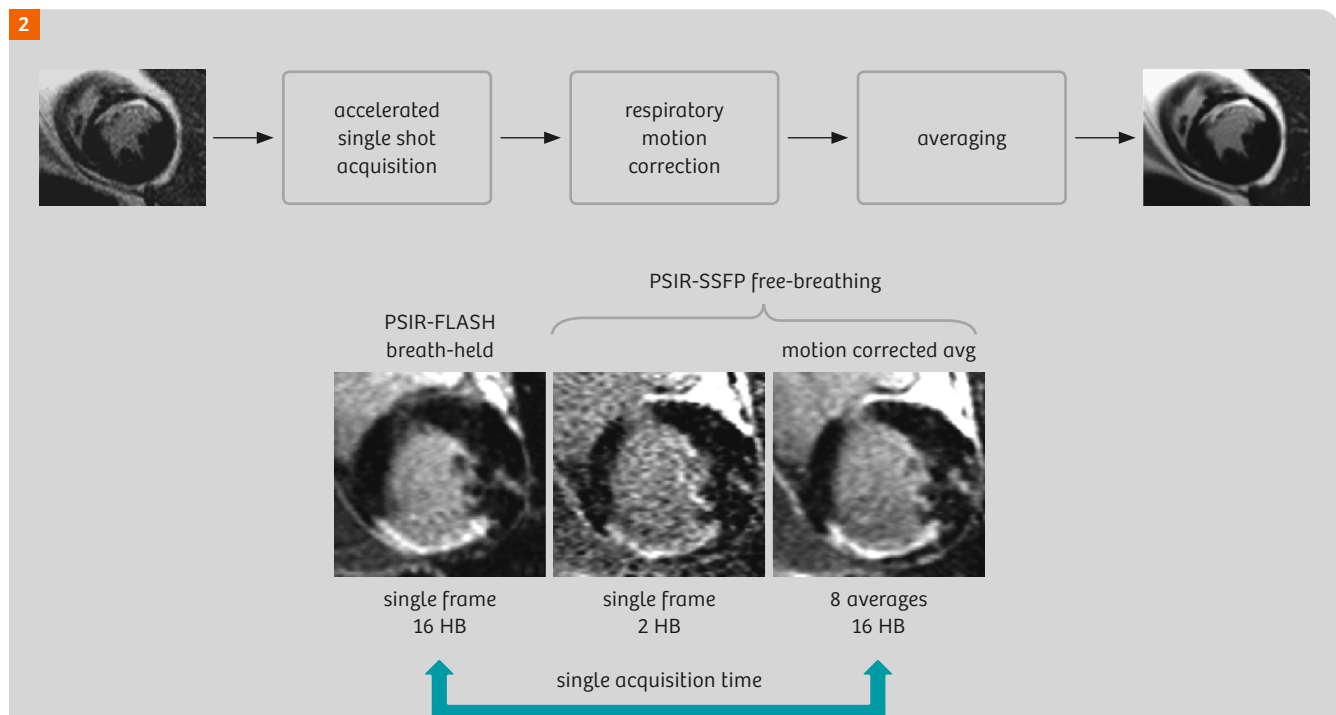 2
accelerated
single shot
acquisition
respiratory
motion
correction
averaging
PSIR-SSFP free-breathing
PSIR-FLASH
breath-held
motion corrected avg
single frame
16 HB
single frame
2 HB
8 averages
16 HB
single acquisition time